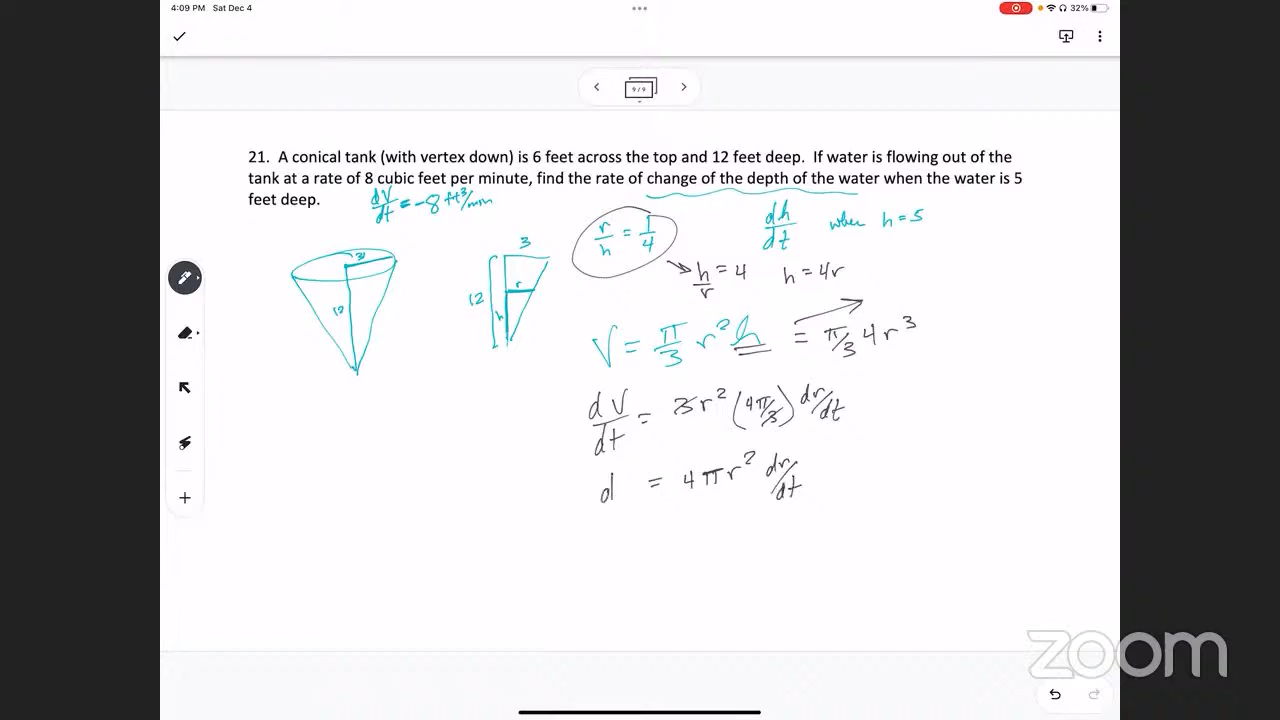 4:09 PM Sat Dec 4
32%
9/9
21. A conical tank (with vertex down) is 6 feet across the top and 12 feet deep. If water is flowing out of the
tank at a rate of 8 cubic feet per minute, find the rate of change of the depth of the water when the water is 5
feet deep.
dV/dt = -8 ft³/min
r/h = 1/4
dh/dt when h = 5
3
3
h/r = 4 h = 4r
12
r
12
h
V = π/3 r² h = π/3 4r³
dV/dt = 3r² (4π/3) dr/dt
d = 4πr² dr/dt
zoom